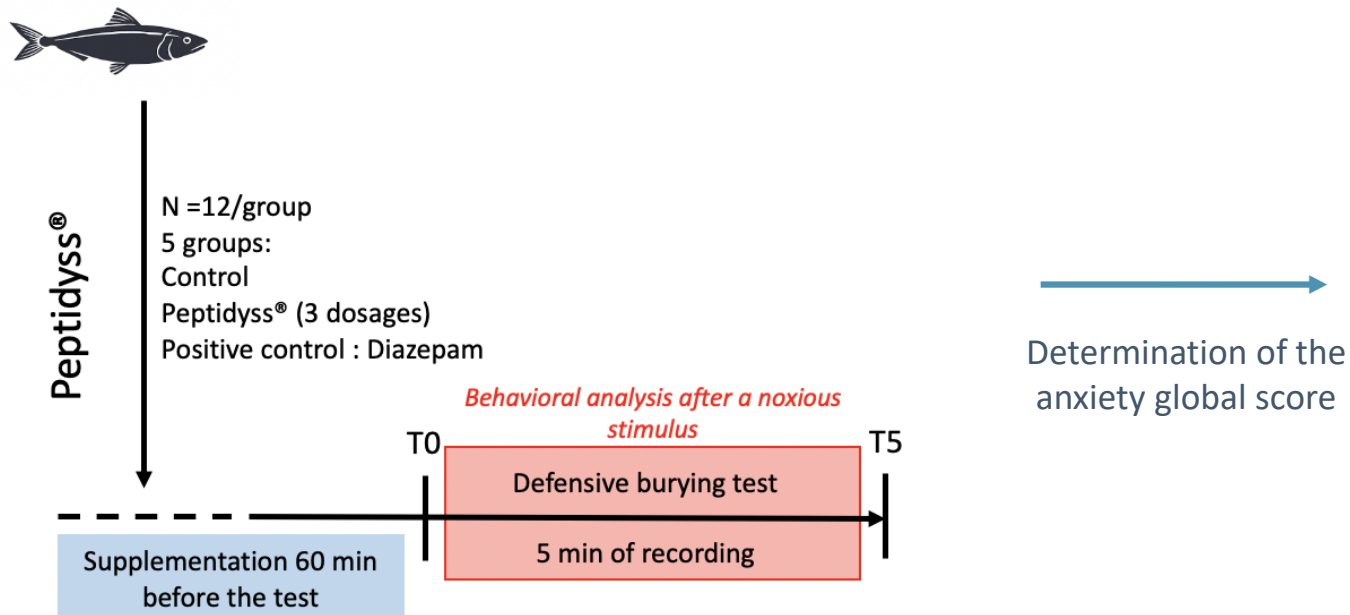 Peptidyss®
N =12/group
5 groups:
Control
Peptidyss® (3 dosages)
Positive control : Diazepam
Behavioral analysis after a noxious
stimulus
T0
T5
Defensive burying test
5 min of recording
Supplementation 60 min
before the test
Determination of the
anxiety global score